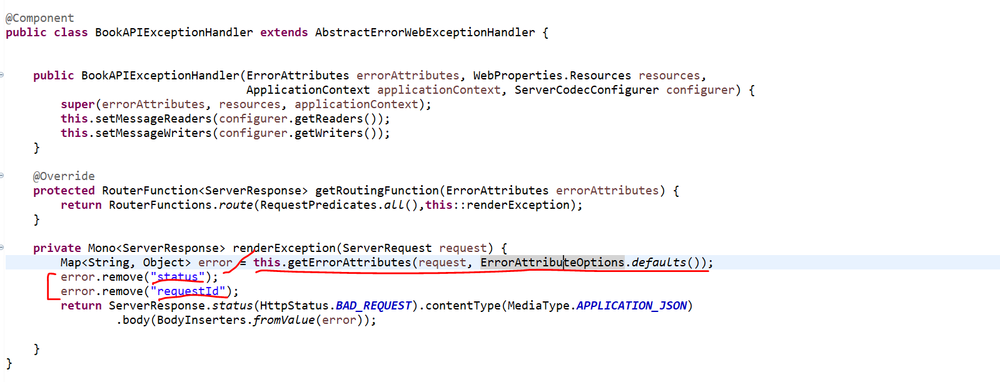 @Component
public class BookAPIExceptionHandler extends AbstractErrorWebExceptionHandler {
public BookAPIExceptionHandler(ErrorAttributes errorAttributes, WebProperties.Resources resources,
ApplicationContext applicationContext, ServerCodecConfigurer configurer) {
super(errorAttributes, resources, applicationContext);
this.setMessageReaders(configurer.getReaders());
this.setMessageWriters(configurer.getWriters());
}
@Override
protected RouterFunction<ServerResponse> getRoutingFunction(ErrorAttributes errorAttributes) {
return RouterFunctions.route(RequestPredicates.all(),this::renderException);
}
private Mono<ServerResponse> renderException(ServerRequest request) {
Map<String, Object> error = this.getErrorAttributes(request, ErrorAttributeOptions.defaults());
error.remove("status");
error.remove("requestId");
return ServerResponse.status(HttpStatus.BAD_REQUEST).contentType(MediaType.APPLICATION_JSON)
.body(BodyInserters.fromValue(error));
}
}